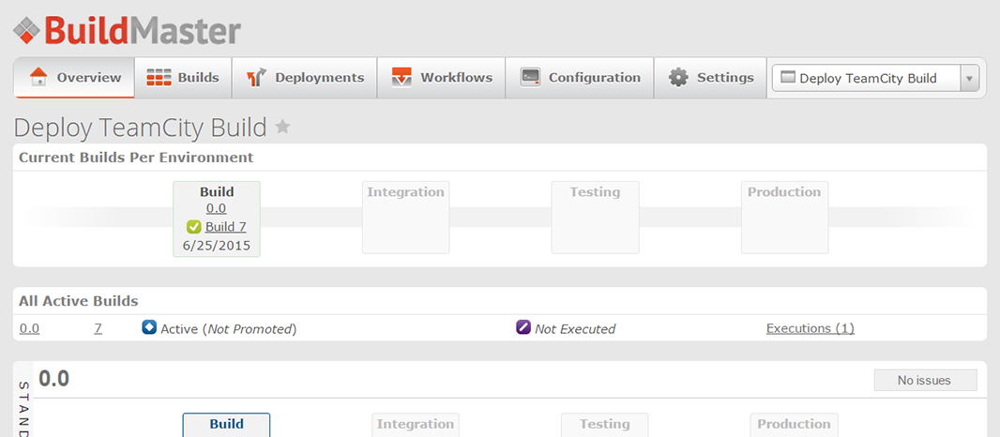 BuildMaster
Overview Builds Deployments Workflows Configuration Settings Deploy TeamCity Build
Deploy TeamCity Build
Current Builds Per Environment
Build Integration Testing Production
0.0
Build 7
6/25/2015
All Active Builds
0.0 7 Active (Not Promoted) Not Executed Executions (1)
0.0 No issues
STAND
Build Integration Testing Production